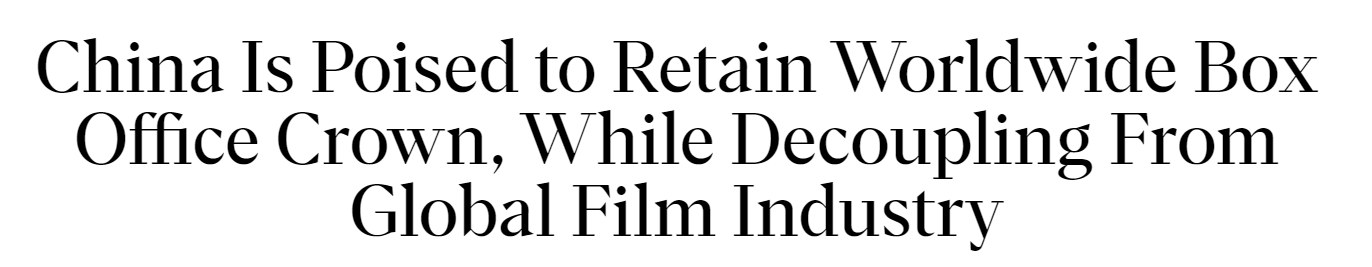 China Is Poised to Retain Worldwide Box
Office Crown, While Decoupling From
Global Film Industry